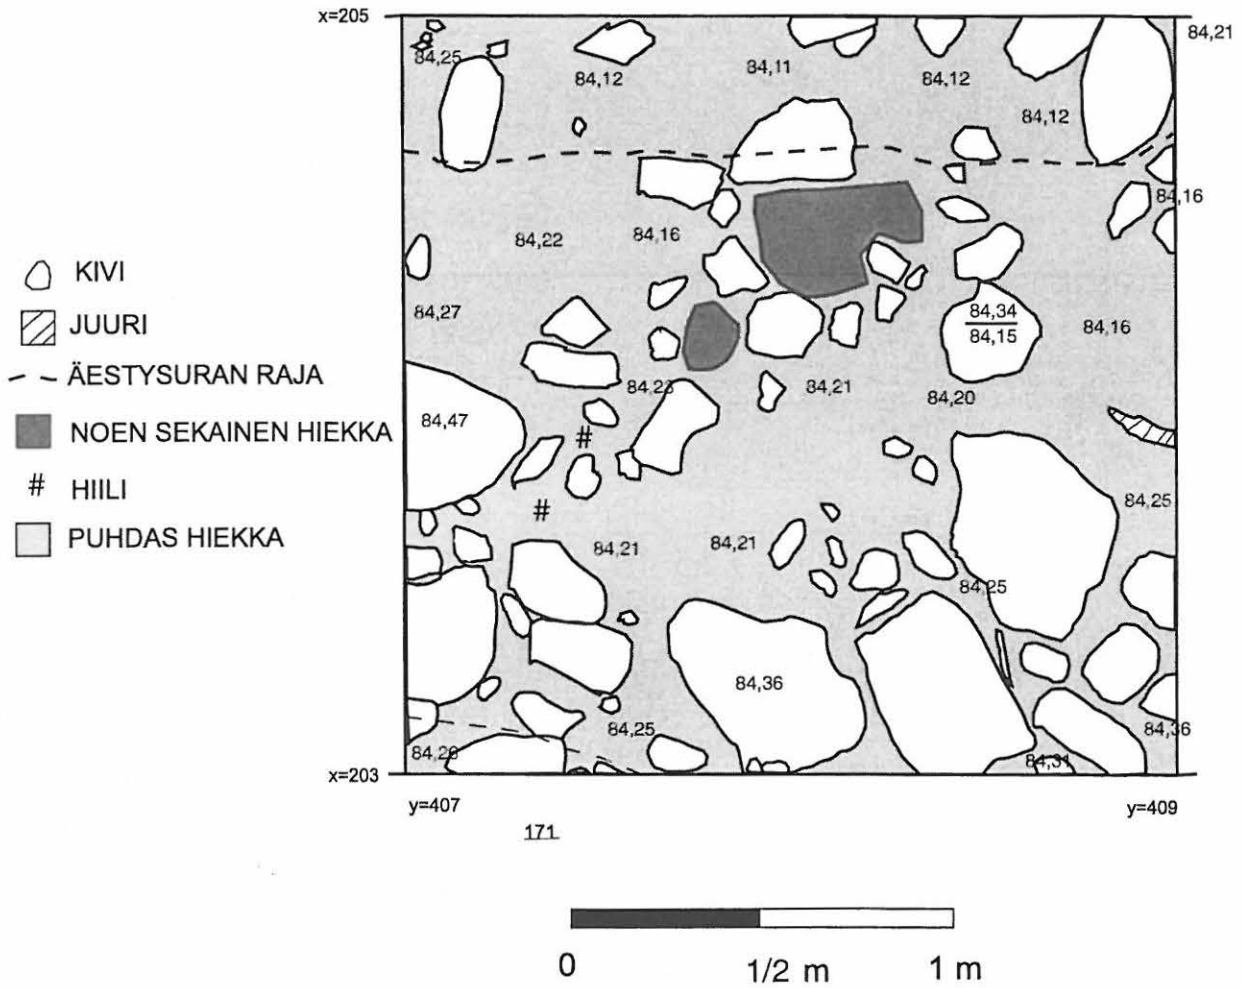 x=205
84,21
84,25
84,12
84,11
84,12
84,12
84,16
84,22
84,16
84,27
84,34
84,15
84,16
84,23
84,21
84,20
84,47
84,25
84,21
84,21
84,25
84,36
84,25
84,36
84,26
84,31
x=203
y=407
y=409
171
KIVI
JUURI
ÄESTYSURAN RAJA
NOEN SEKAINEN HIEKKA
# HIILI
PUHDAS HIEKKA
#
#
0 1/2 m 1 m